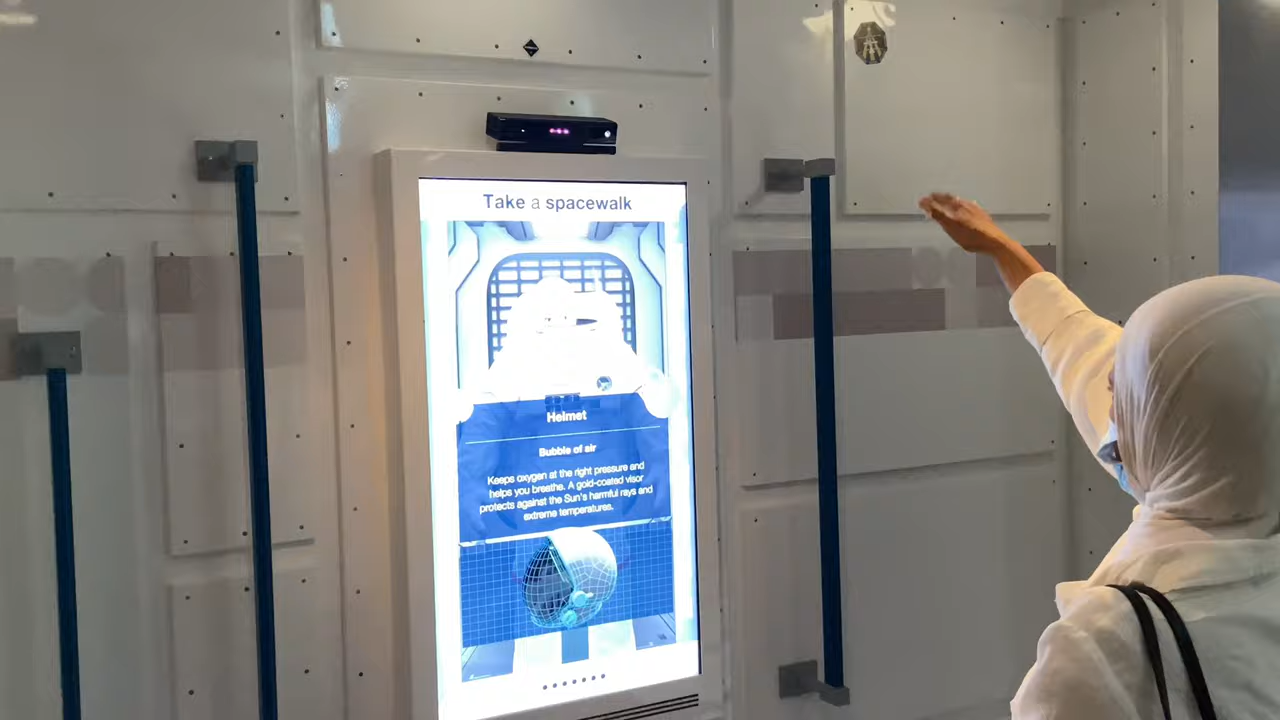 Take a spacewalk
Helmet
Bubble of air
Keeps oxygen at the right pressure and
helps you breathe. A gold-coated visor
protects against the Sun's harmful rays and
extreme temperatures.